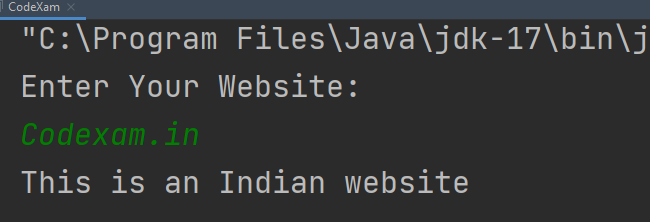 CodeXam
"C:\Program Files\Java\jdk-17\bin\j
Enter Your Website:
Codexam.in
This is an Indian website